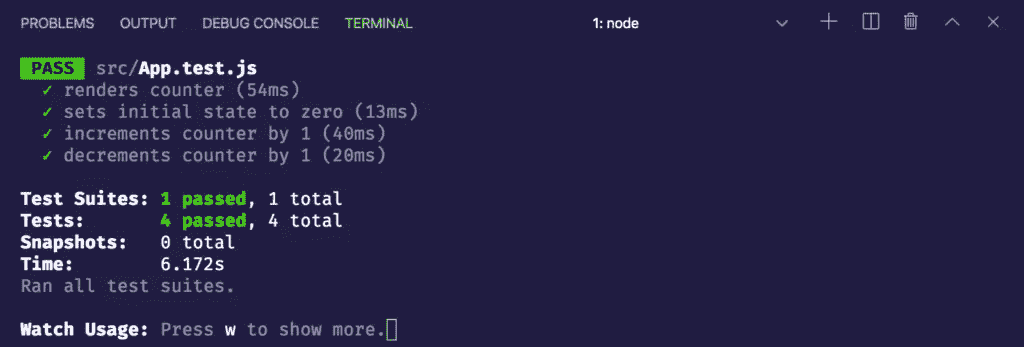 PROBLEMS OUTPUT DEBUG CONSOLE TERMINAL 1: node
PASS src/App.test.js
✓ renders counter (54ms)
✓ sets initial state to zero (13ms)
✓ increments counter by 1 (40ms)
✓ decrements counter by 1 (20ms)
Test Suites: 1 passed, 1 total
Tests: 4 passed, 4 total
Snapshots: 0 total
Time: 6.172s
Ran all test suites.
Watch Usage: Press w to show more.